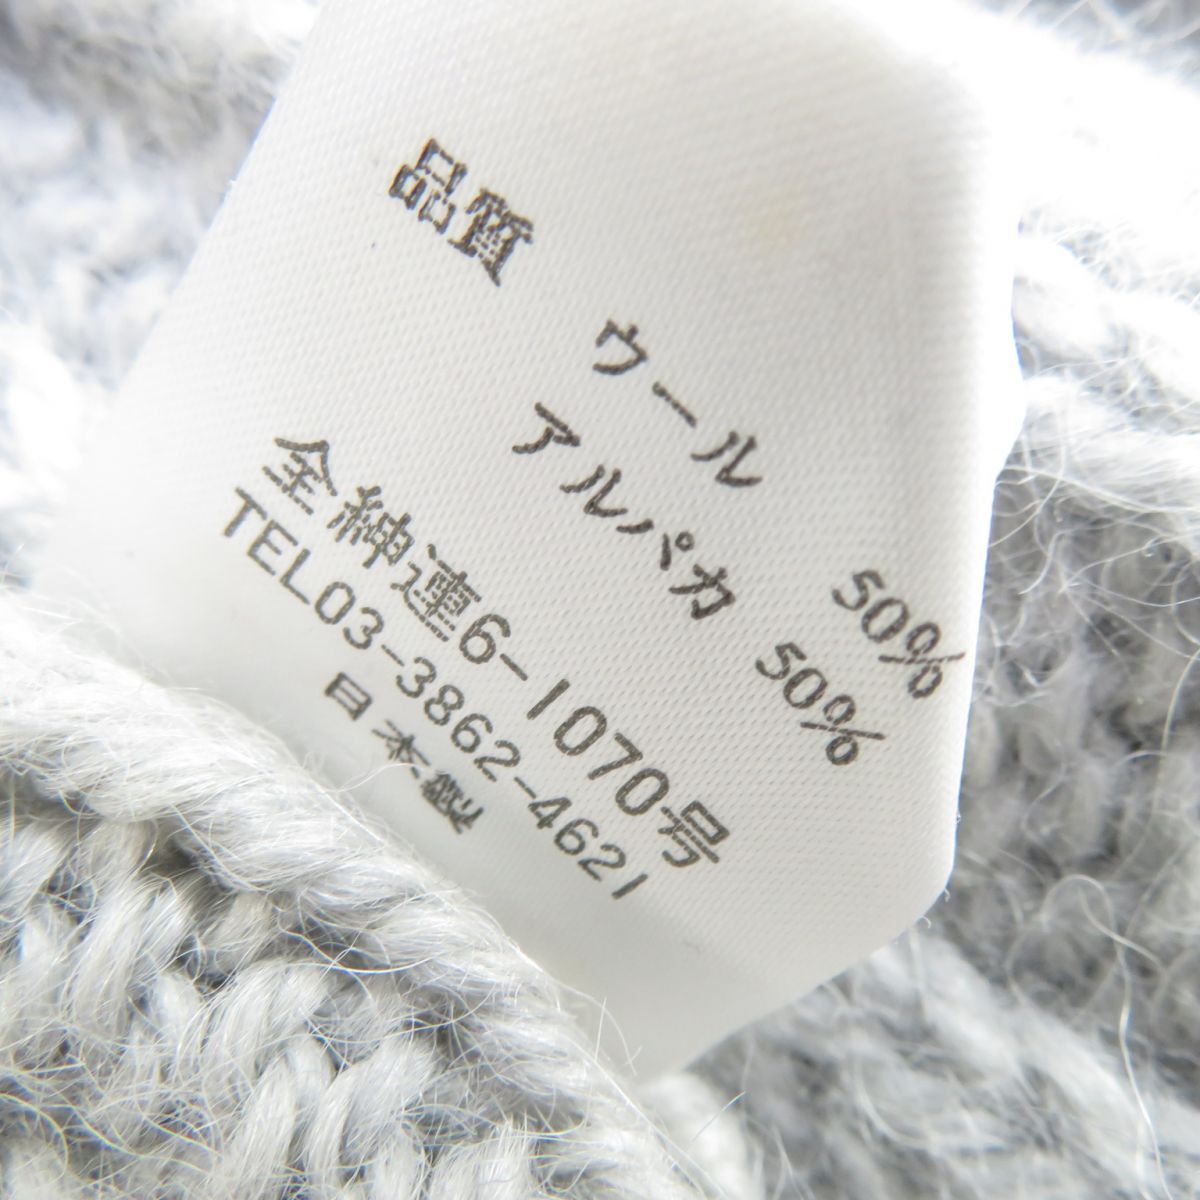 品質
ウール 50%
アルパカ 50%
全紳連6-1070号
TEL03-3862-4621
日本製